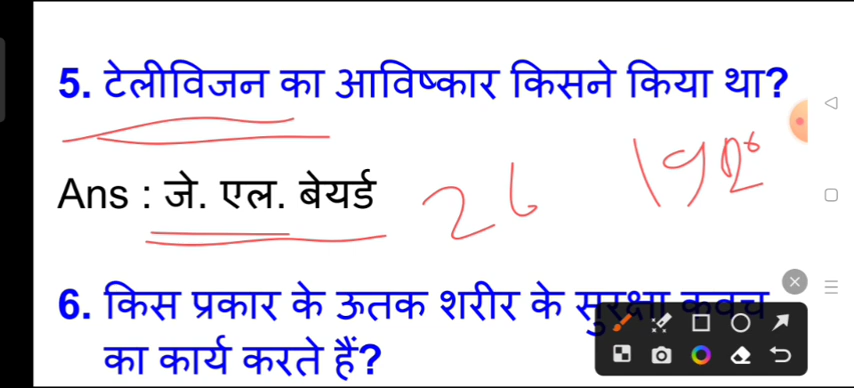 5. टेलीविजन का आविष्कार किसने किया था?
Ans : जे. एल. बेयर्ड
26 1926
6. किस प्रकार के ऊतक शरीर के सुरक्षा कवच
का कार्य करते हैं?